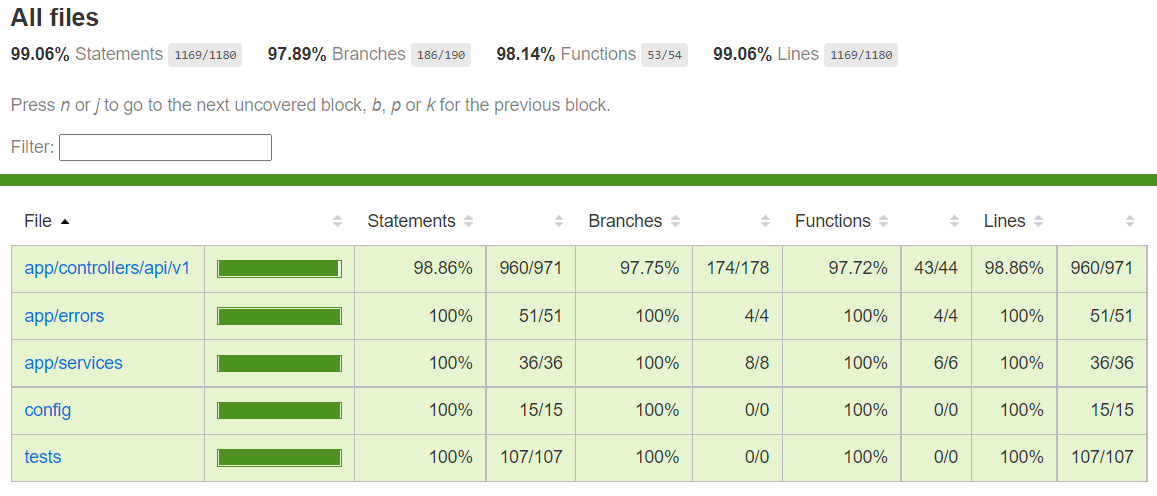 All files
99.06% Statements 1169/1180 97.89% Branches 186/190 98.14% Functions 53/54 99.06% Lines 1169/1180
Press n or j to go to the next uncovered block, b, p or k for the previous block.
Filter:
File Statements Branches Functions Lines
app/controllers/api/v1 98.86% 960/971 97.75% 174/178 97.72% 43/44 98.86% 960/971
app/errors 100% 51/51 100% 4/4 100% 4/4 100% 51/51
app/services 100% 36/36 100% 8/8 100% 6/6 100% 36/36
config 100% 15/15 100% 0/0 100% 0/0 100% 15/15
tests 100% 107/107 100% 0/0 100% 0/0 100% 107/107